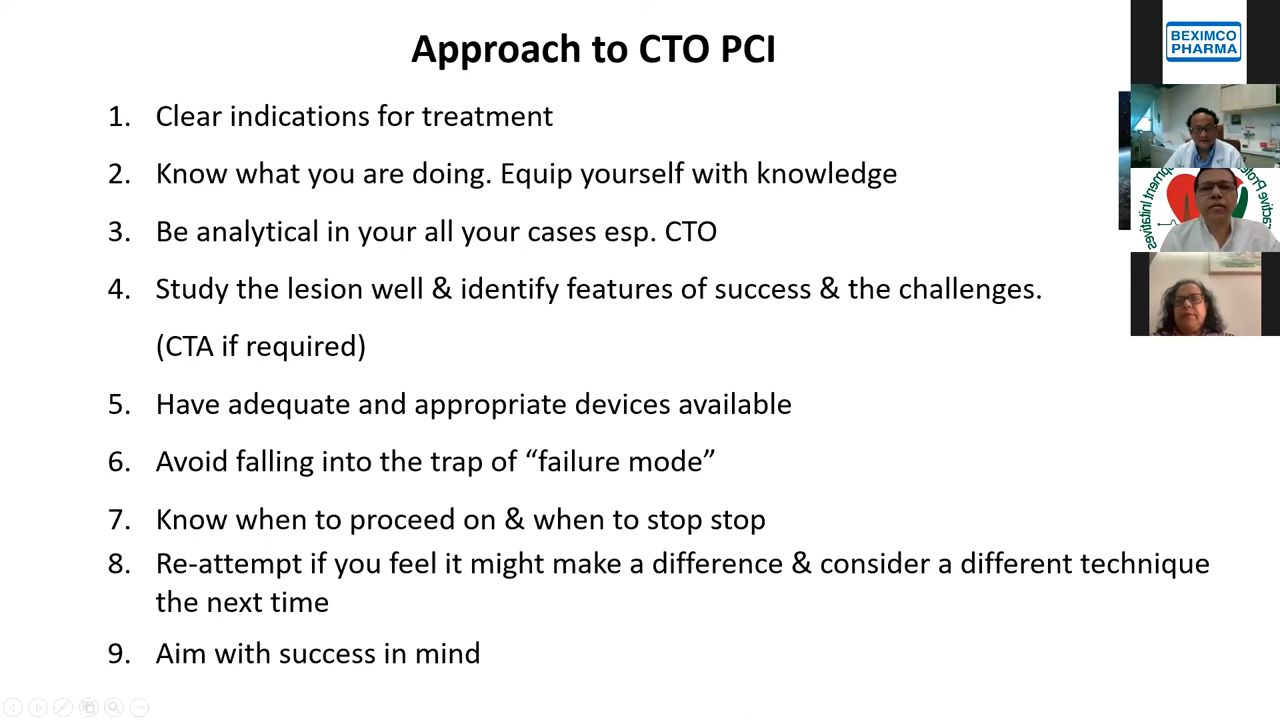 Approach to CTO PCI
1. Clear indications for treatment
2. Know what you are doing. Equip yourself with knowledge
3. Be analytical in your all your cases esp. CTO
4. Study the lesion well & identify features of success & the challenges.
(CTA if required)
5. Have adequate and appropriate devices available
6. Avoid falling into the trap of “failure mode”
7. Know when to proceed on & when to stop stop
8. Re-attempt if you feel it might make a difference & consider a different technique
the next time
9. Aim with success in mind
BEXIMCO
PHARMA
Initiatives